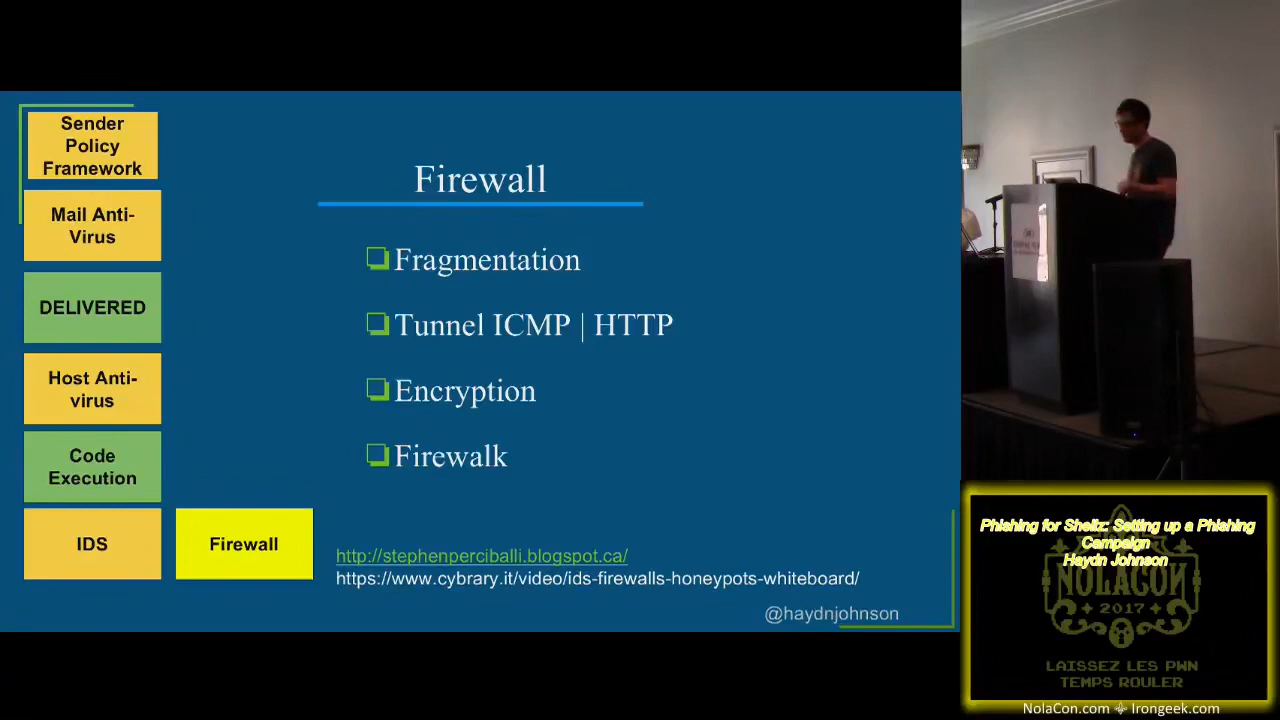 Sender
Policy
Framework
Mail Anti-
Virus
DELIVERED
Host Anti-
virus
Code
Execution
IDS
Firewall
Firewall
Fragmentation
Tunnel ICMP | HTTP
Encryption
Firewalk
http://stephenperciballi.blogspot.ca/
https://www.cybrary.it/video/ids-firewalls-honeypots-whiteboard/
@haydnjohnson
Phishing for Shellz: Setting up a Phishing
Campaign
Haydn Johnson
NOLACON
2017
LAISSEZ LES PWN
TEMPS ROULER
NolaCon.com ⚜ Irongeek.com